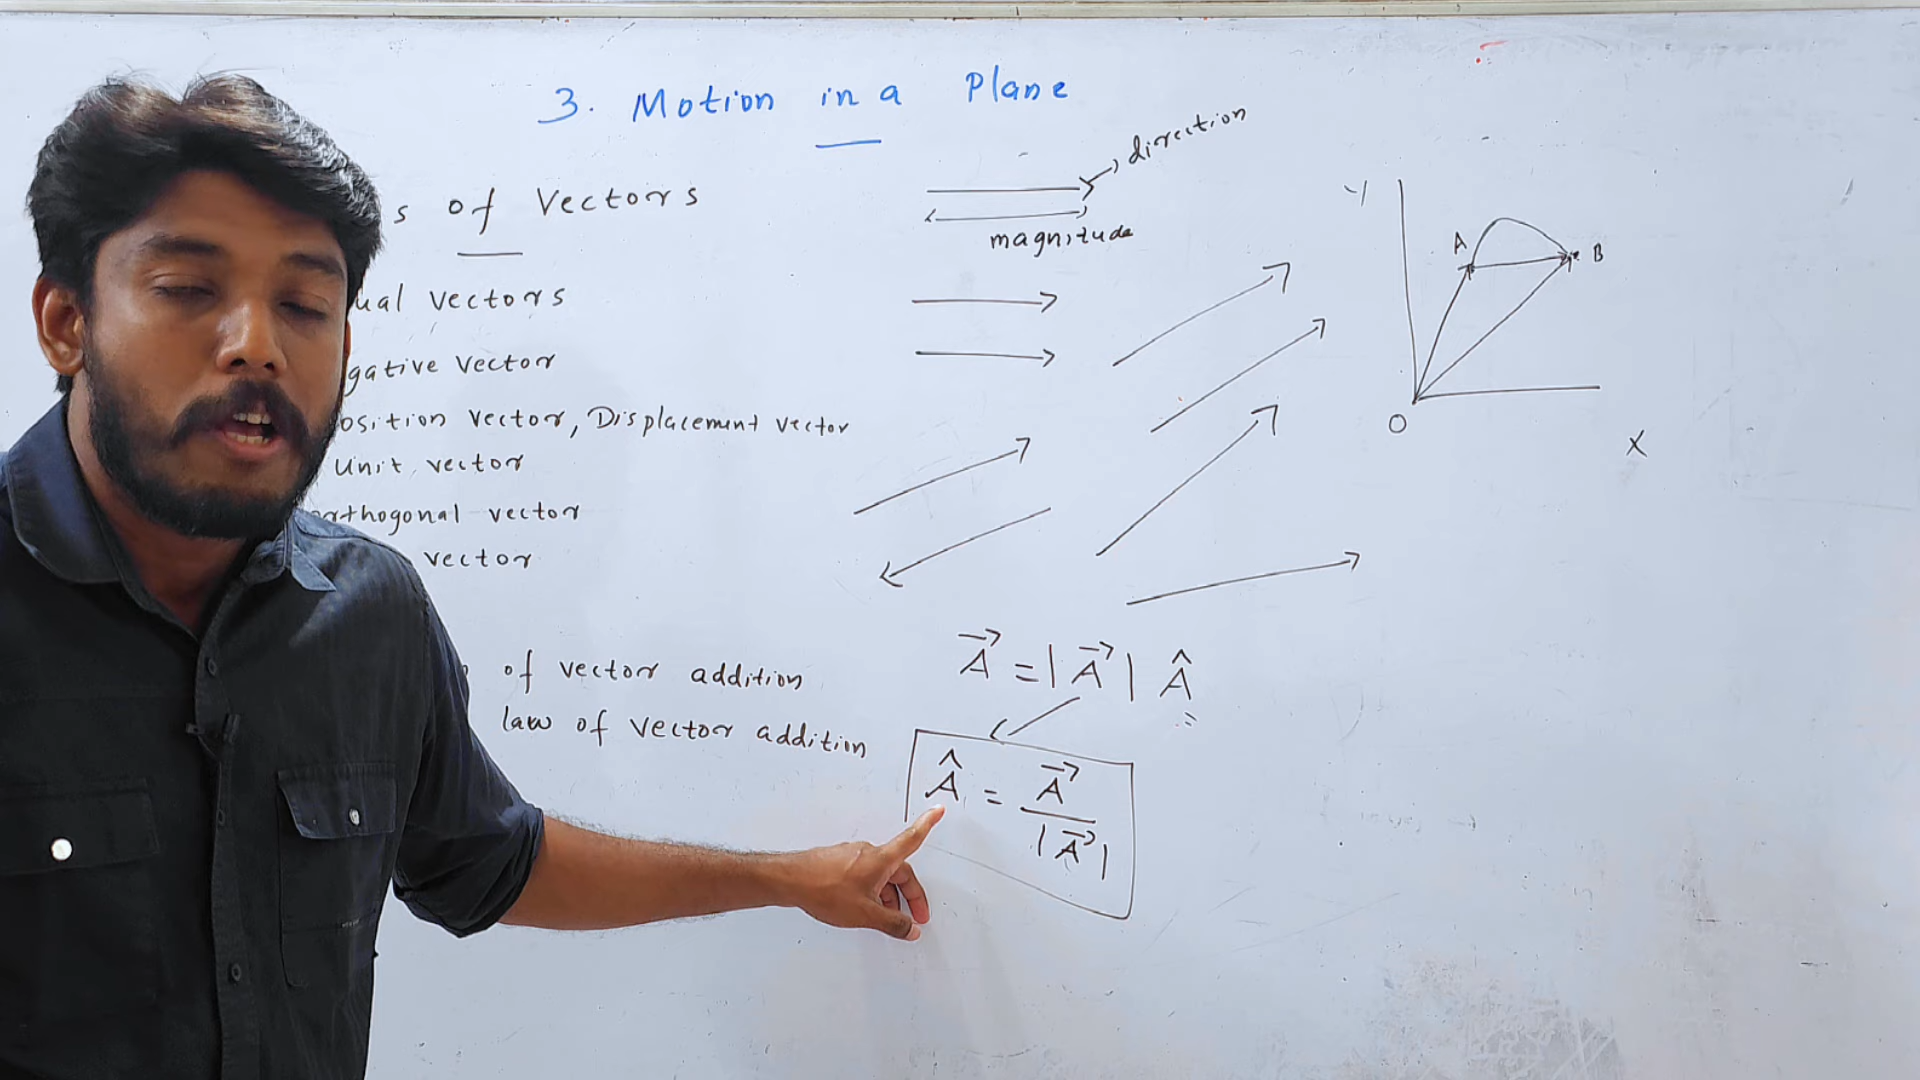 3. Motion in a Plane
s of Vectors
ual vectors
gative vector
osition vector, Displacement vector
unit vector
orthogonal vector
vector
of vector addition
law of vector addition
direction
magnitude
Y
A
B
O
X
A⃗ = |A⃗| Â
Â = A⃗ / |A⃗|